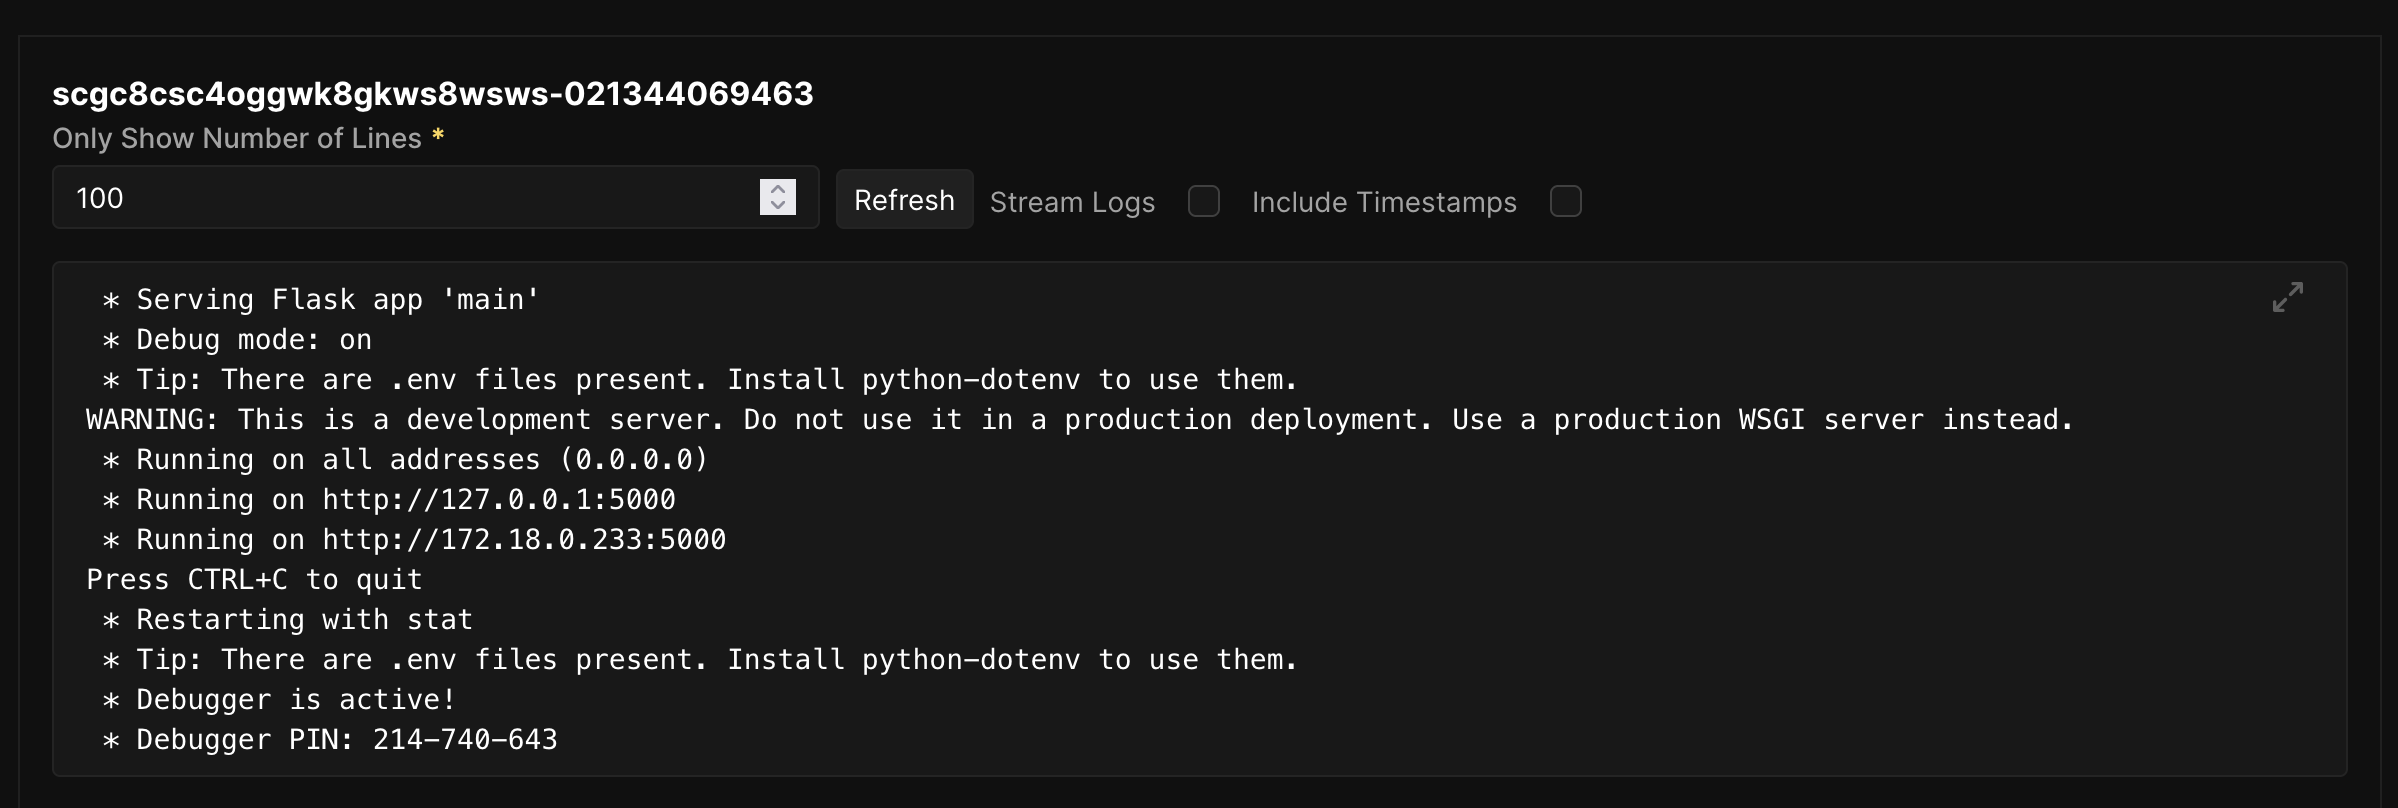 scgc8csc4oggwk8gkws8wsws-021344069463
Only Show Number of Lines *
100 Refresh Stream Logs Include Timestamps
* Serving Flask app 'main'
* Debug mode: on
* Tip: There are .env files present. Install python-dotenv to use them.
WARNING: This is a development server. Do not use it in a production deployment. Use a production WSGI server instead.
* Running on all addresses (0.0.0.0)
* Running on http://127.0.0.1:5000
* Running on http://172.18.0.233:5000
Press CTRL+C to quit
* Restarting with stat
* Tip: There are .env files present. Install python-dotenv to use them.
* Debugger is active!
* Debugger PIN: 214-740-643